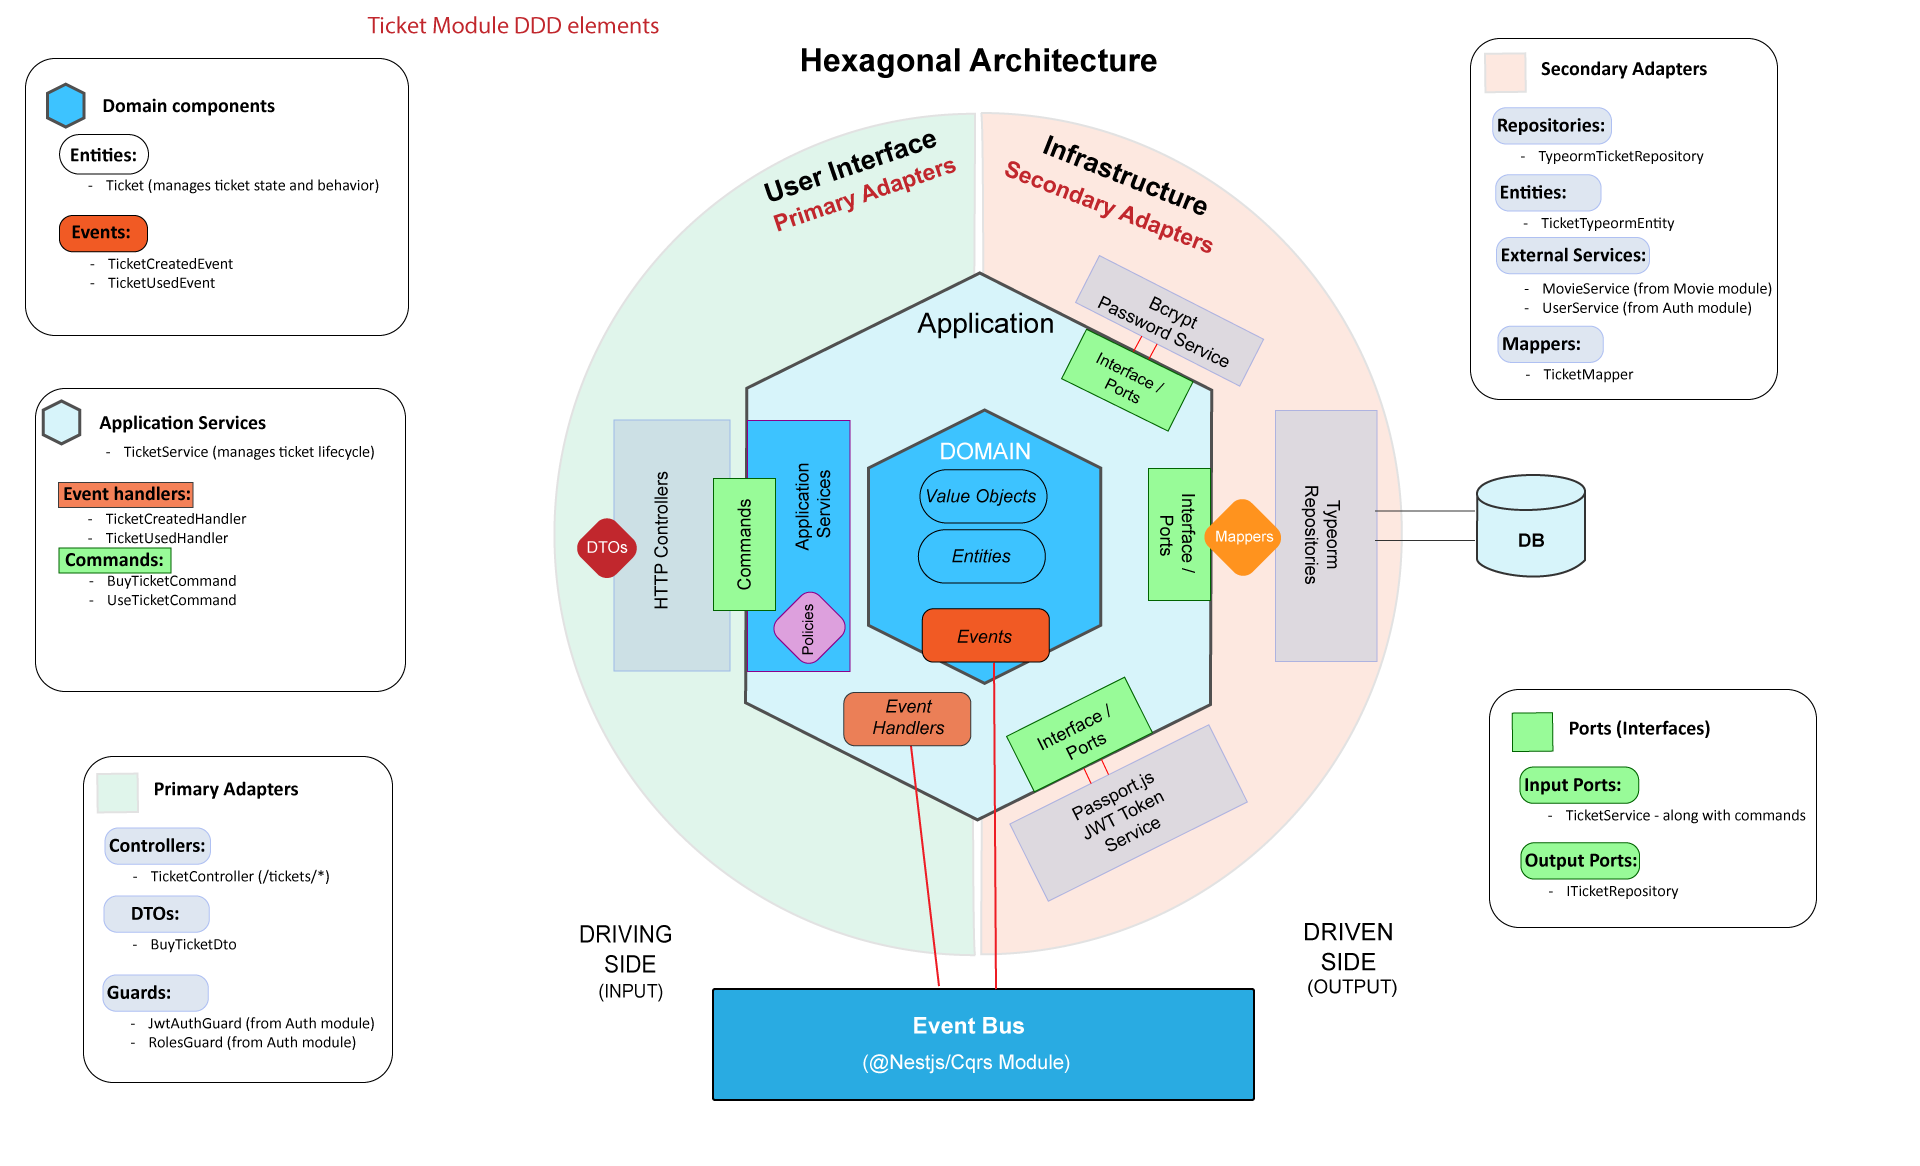 Ticket Module DDD elements
Hexagonal Architecture
Domain components
Entities:
- Ticket (manages ticket state and behavior)
Events:
- TicketCreatedEvent
- TicketUsedEvent
Application Services
- TicketService (manages ticket lifecycle)
Event handlers:
- TicketCreatedHandler
- TicketUsedHandler
Commands:
- BuyTicketCommand
- UseTicketCommand
Primary Adapters
Controllers:
- TicketController (/tickets/*)
DTOs:
- BuyTicketDto
Guards:
- JwtAuthGuard (from Auth module)
- RolesGuard (from Auth module)
User Interface
Primary Adapters
Infrastructure
Secondary Adapters
Application
Bcrypt
Password Service
Interface /
Ports
DTOs
HTTP Controllers
Commands
Application
Services
Policies
DOMAIN
Value Objects
Entities
Events
Event
Handlers
Interface /
Ports
Mappers
Typeorm
Repositories
DB
Interface /
Ports
Passport.js
JWT Token
Service
DRIVING
SIDE
(INPUT)
DRIVEN
SIDE
(OUTPUT)
Event Bus
(@Nestjs/Cqrs Module)
Secondary Adapters
Repositories:
- TypeormTicketRepository
Entities:
- TicketTypeormEntity
External Services:
- MovieService (from Movie module)
- UserService (from Auth module)
Mappers:
- TicketMapper
Ports (Interfaces)
Input Ports:
- TicketService - along with commands
Output Ports:
- ITicketRepository